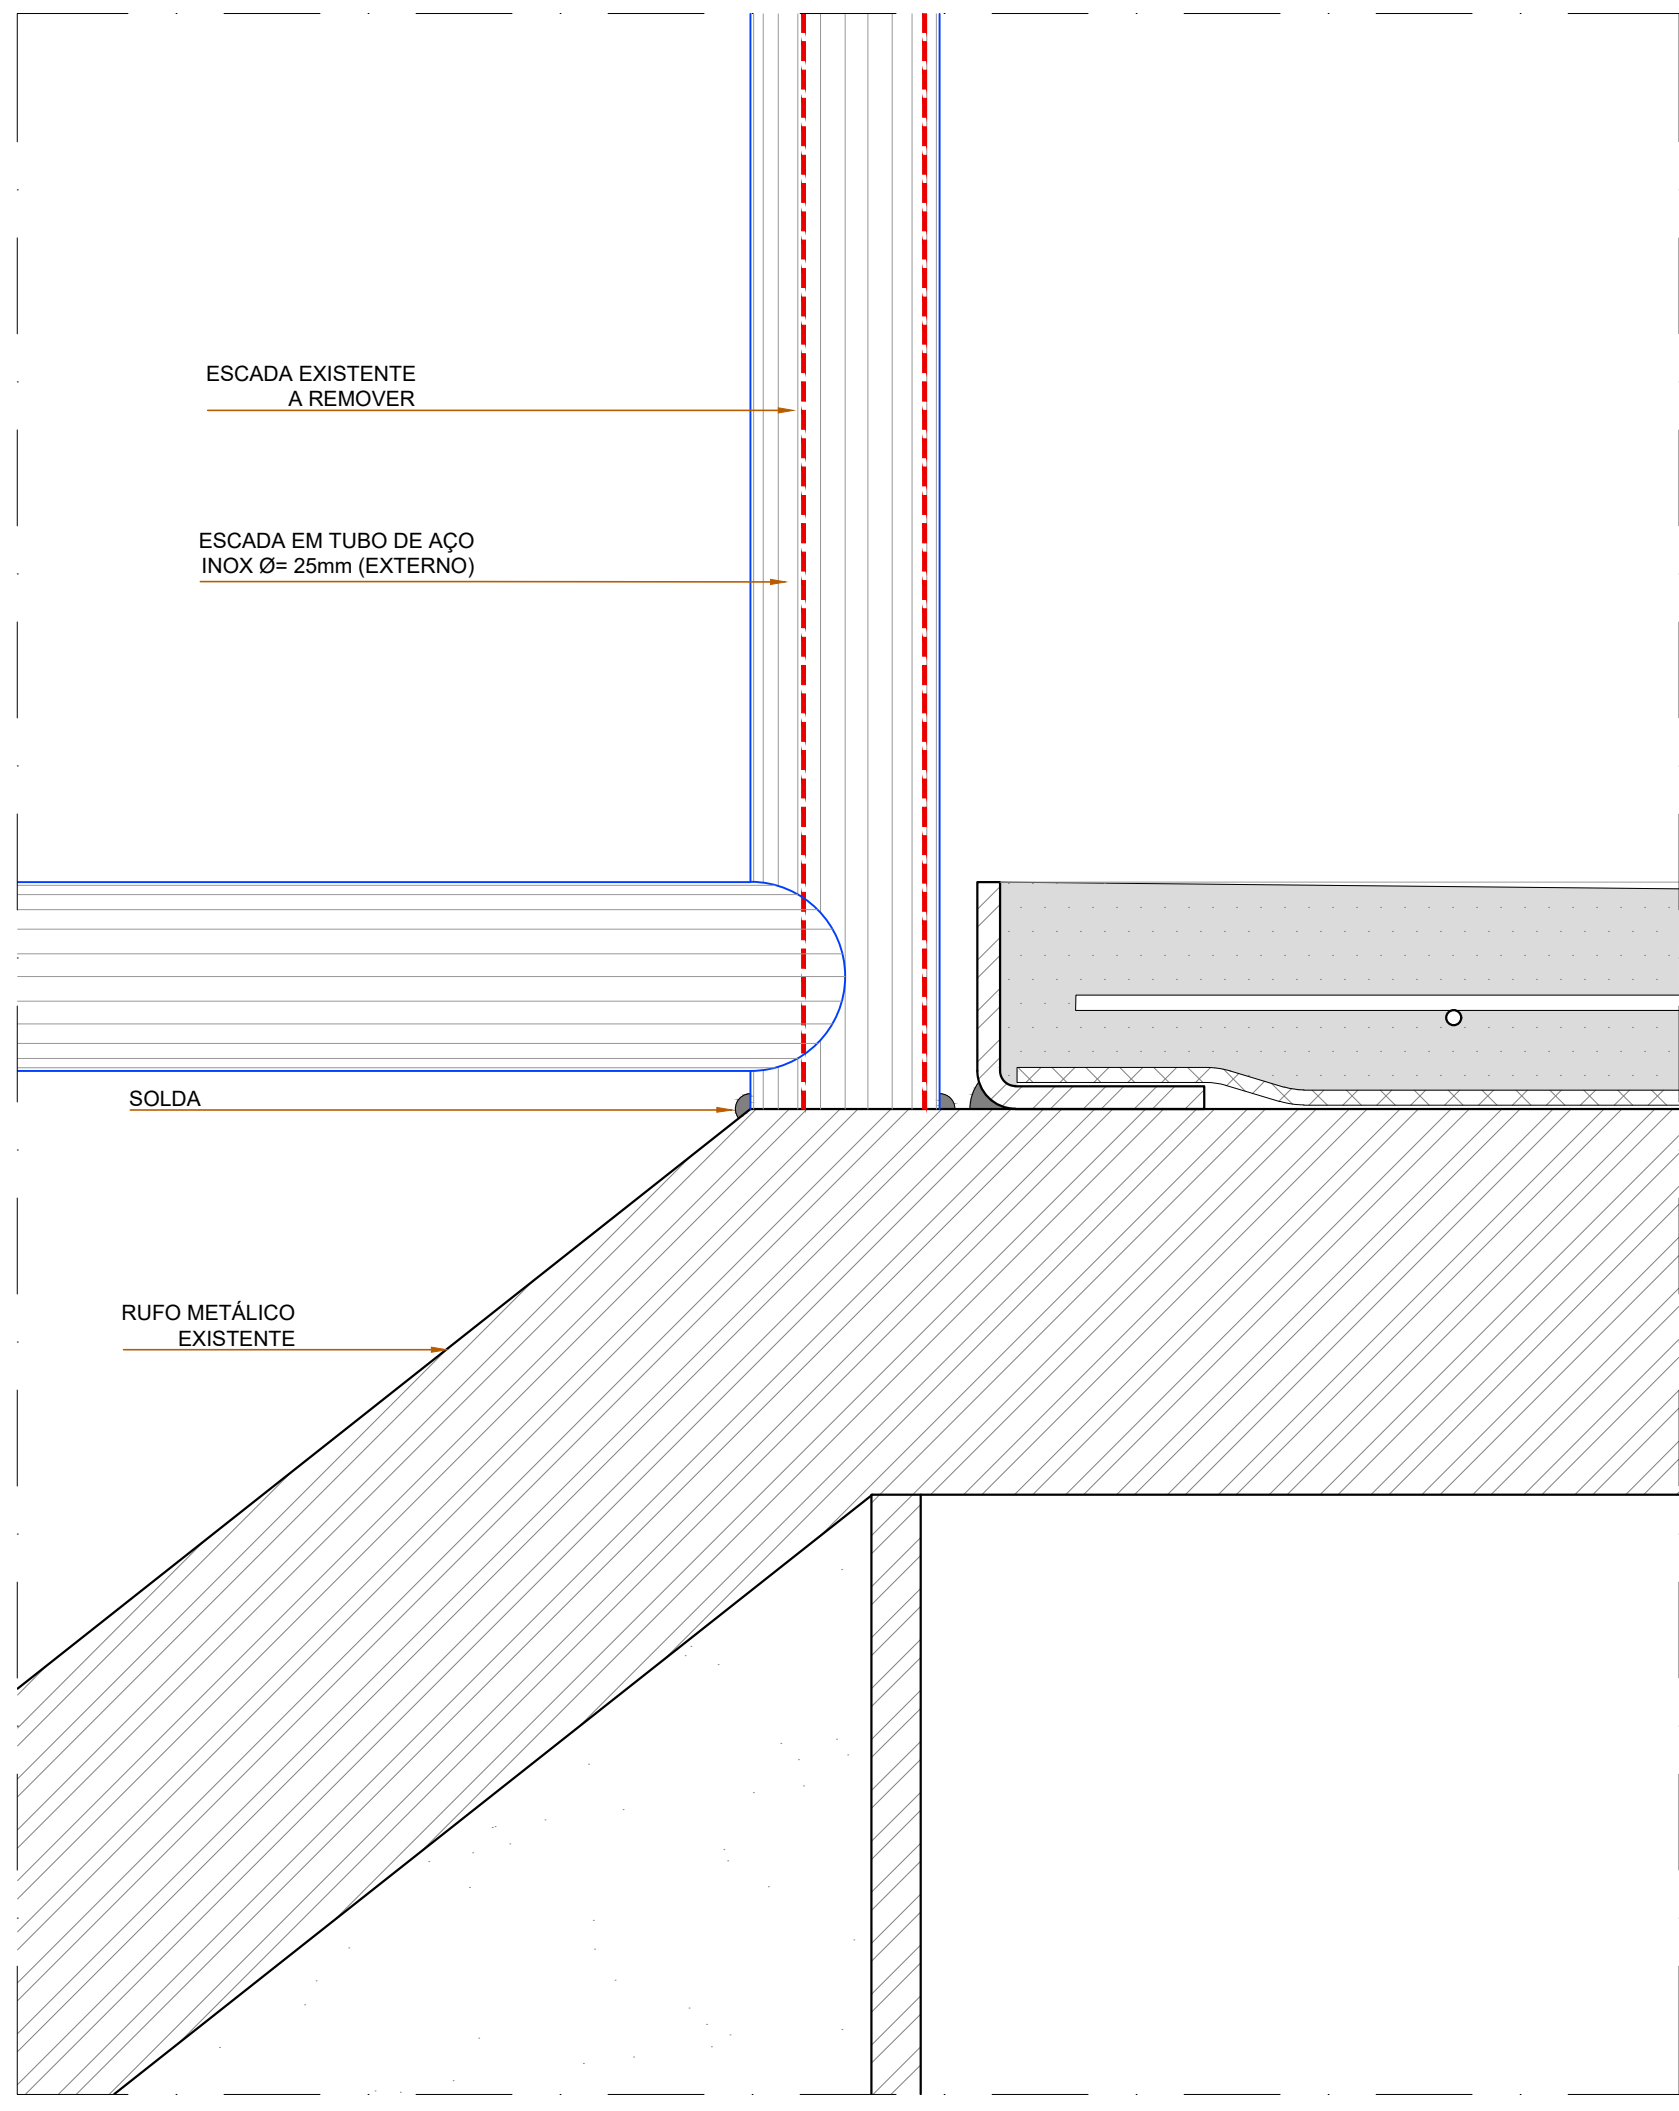 ESCADA EXISTENTE
A REMOVER
ESCADA EM TUBO DE AÇO
INOX Ø= 25mm (EXTERNO)
SOLDA
RUFO METÁLICO
EXISTENTE